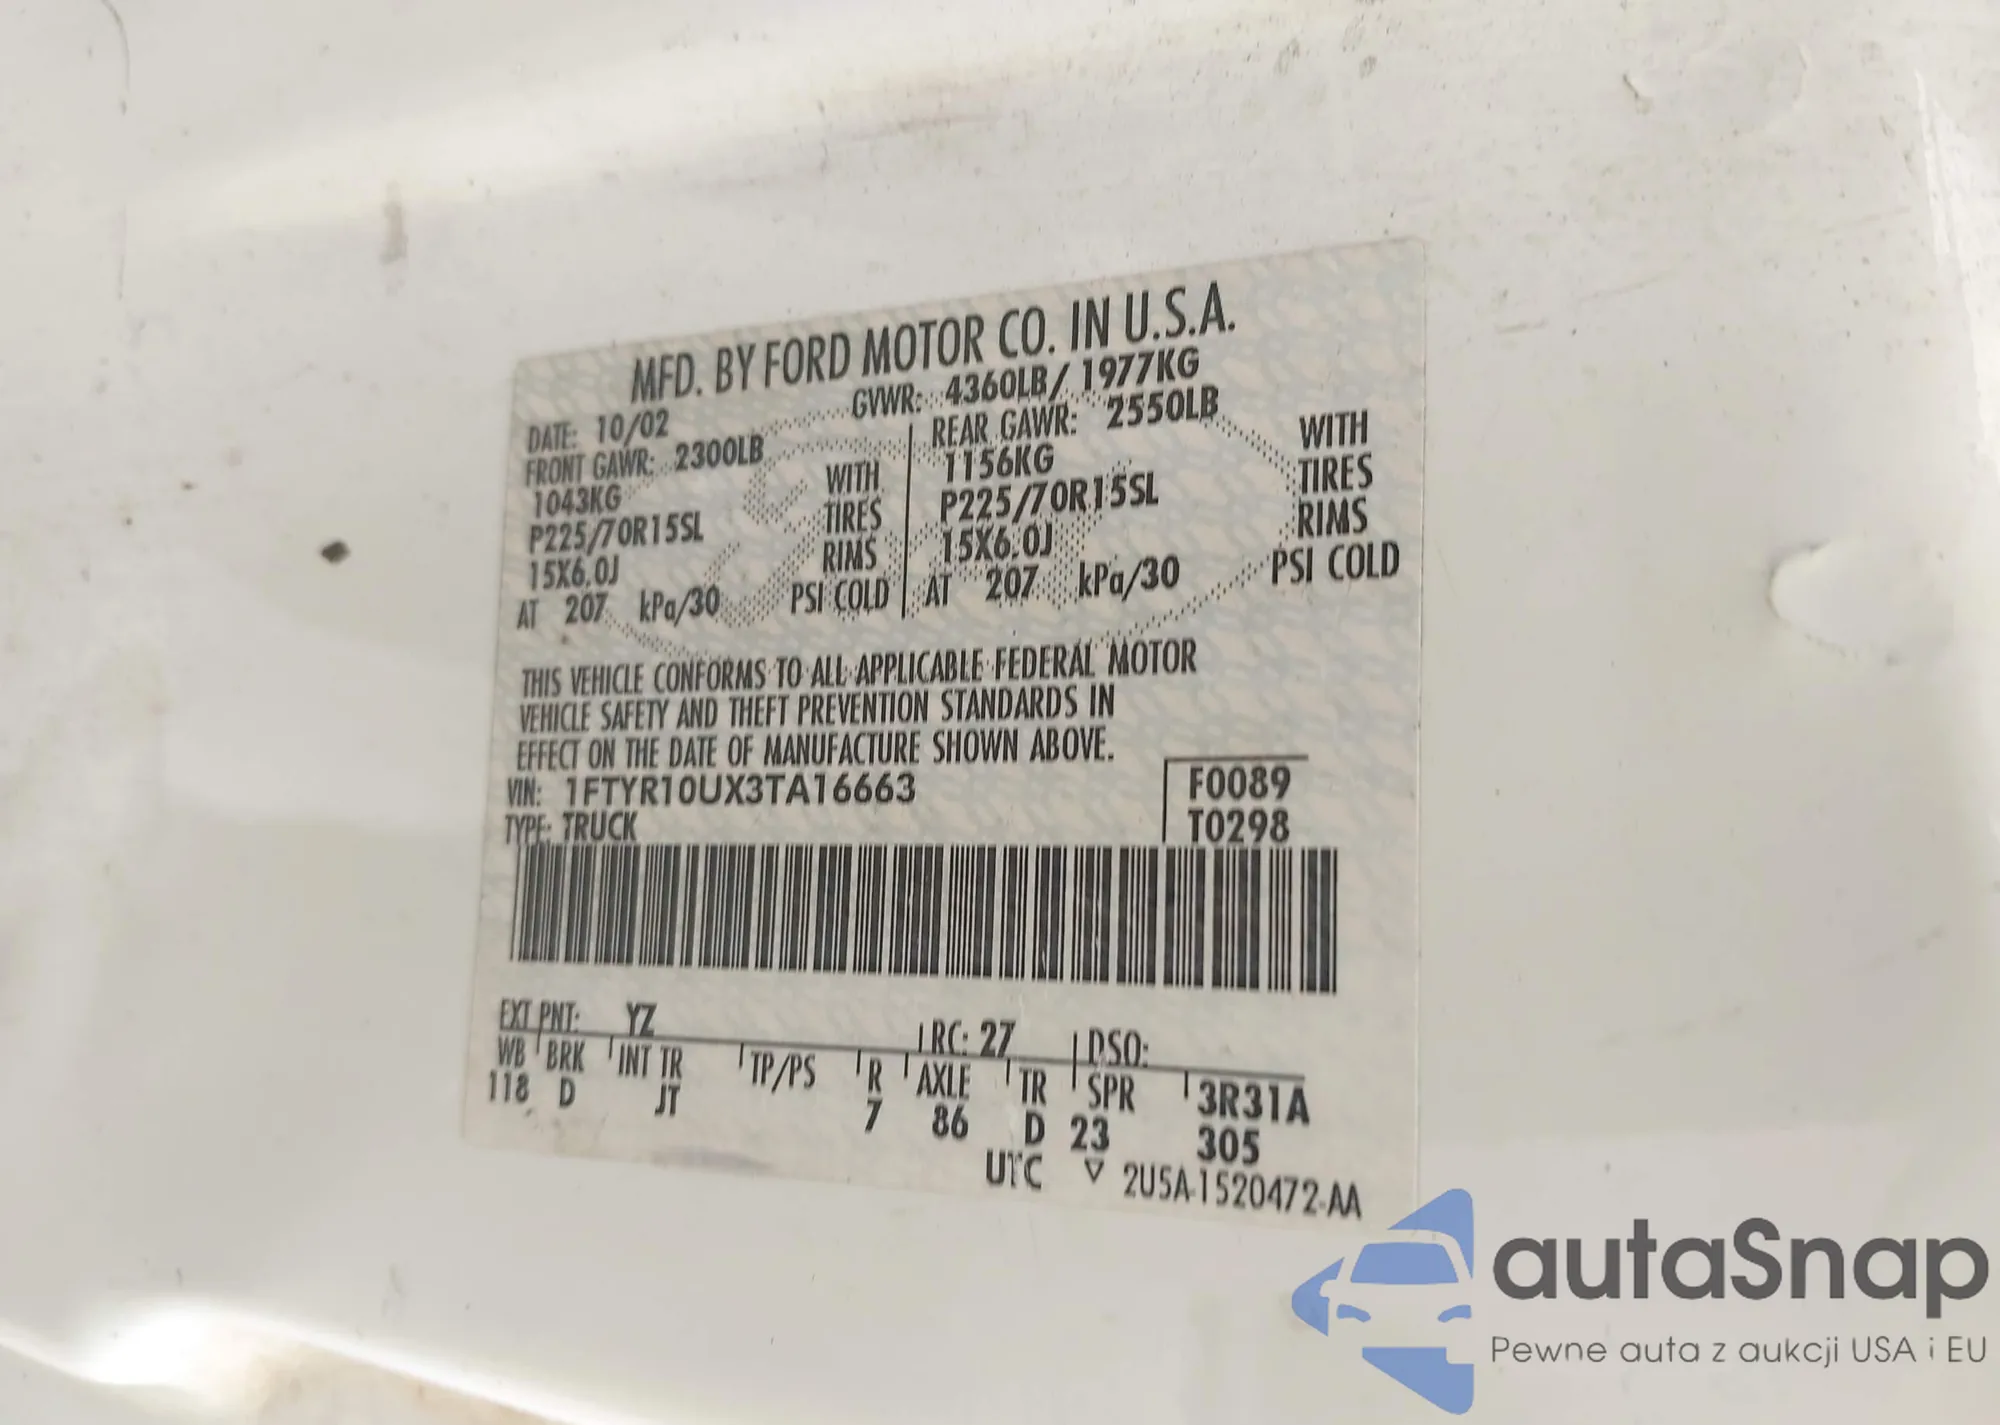 MFD. BY FORD MOTOR CO. IN U.S.A.
DATE: 10/02 GVWR: 4360LB/ 1977KG
FRONT GAWR: 2300LB REAR GAWR: 2550LB
1043KG WITH 1156KG WITH
P225/70R15SL TIRES P225/70R15SL TIRES
15X6.0J RIMS 15X6.0J RIMS
AT 207 kPa/30 PSI COLD AT 207 kPa/30 PSI COLD
THIS VEHICLE CONFORMS TO ALL APPLICABLE FEDERAL MOTOR
VEHICLE SAFETY AND THEFT PREVENTION STANDARDS IN
EFFECT ON THE DATE OF MANUFACTURE SHOWN ABOVE.
VIN: 1FTYR10UX3TA16663 F0089
TYPE: TRUCK T0298
EXT PNT: YZ RC: 27 DSO:
WB BRK INT TR TP/PS R AXLE TR SPR 3R31A
118 D JT 7 86 D 23 305
UTC ▽ 2U5A-1520472-AA
autaSnap
Pewne auta z aukcji USA i EU